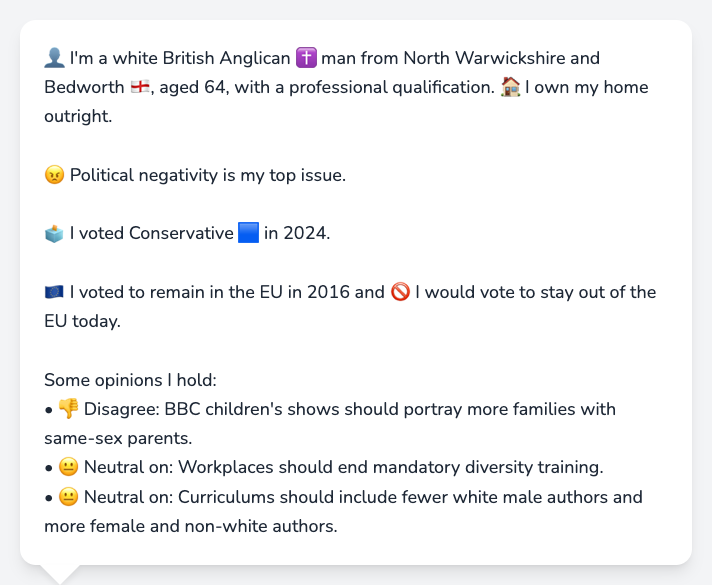 👤 I'm a white British Anglican ✝️ man from North Warwickshire and
Bedworth 🏴󠁧󠁢󠁥󠁮󠁧󠁿, aged 64, with a professional qualification. 🏠 I own my home
outright.
😠 Political negativity is my top issue.
🗳️ I voted Conservative 🟦 in 2024.
🇪🇺 I voted to remain in the EU in 2016 and 🚫 I would vote to stay out of the
EU today.
Some opinions I hold:
• 👎 Disagree: BBC children's shows should portray more families with
same-sex parents.
• 😐 Neutral on: Workplaces should end mandatory diversity training.
• 😐 Neutral on: Curriculums should include fewer white male authors and
more female and non-white authors.